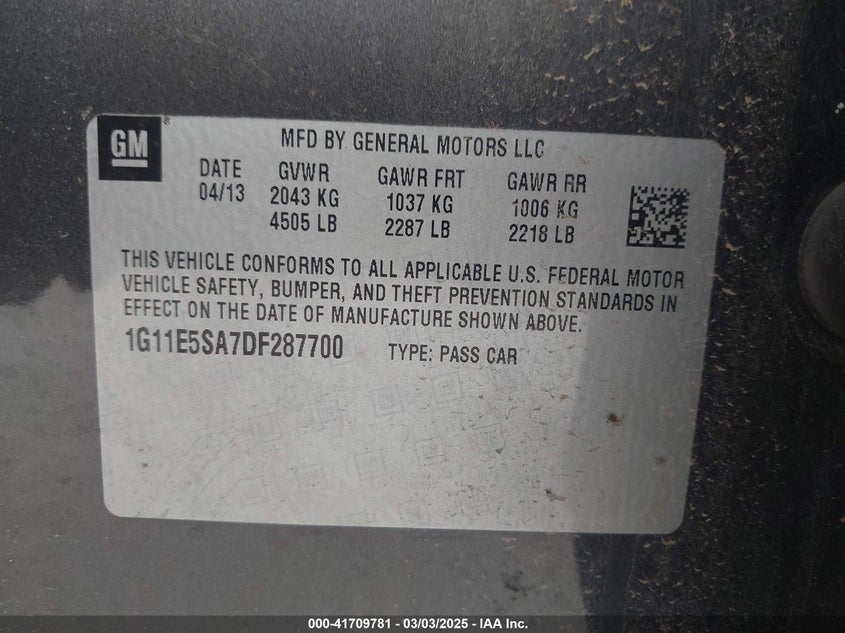 GM®
MFD BY GENERAL MOTORS LLC
DATE GVWR GAWR FRT GAWR RR
04/13 2043 KG 1037 KG 1006 KG
4505 LB 2287 LB 2218 LB
THIS VEHICLE CONFORMS TO ALL APPLICABLE U.S. FEDERAL MOTOR
VEHICLE SAFETY, BUMPER, AND THEFT PREVENTION STANDARDS IN
EFFECT ON THE DATE OF MANUFACTURE SHOWN ABOVE.
1G11E5SA7DF287700 TYPE: PASS CAR
000-41709781 - 03/03/2025 - IAA Inc.